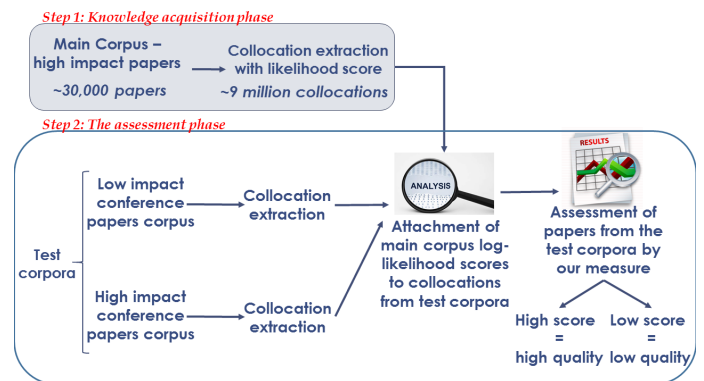 Step 1: Knowledge acquisition phase
Main Corpus –
high impact papers
~30,000 papers
Collocation extraction
with likelihood score
~9 million collocations
Step 2: The assessment phase
Test
corpora
Low impact
conference
papers corpus
Collocation
extraction
High impact
conference
papers corpus
Collocation
extraction
ANALYSIS
Attachment of
main corpus log-
likelihood scores
to collocations
from test corpora
RESULTS
Assessment of
papers from the
test corpora by
our measure
High score
=
high quality
Low score
=
low quality